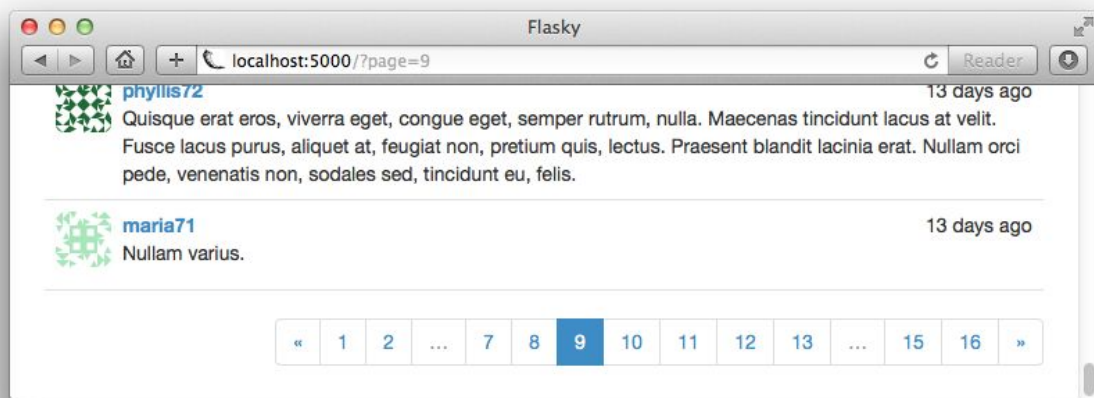 Flasky
localhost:5000/?page=9
Reader
phyllis72 13 days ago
Quisque erat eros, viverra eget, congue eget, semper rutrum, nulla. Maecenas tincidunt lacus at velit.
Fusce lacus purus, aliquet at, feugiat non, pretium quis, lectus. Praesent blandit lacinia erat. Nullam orci
pede, venenatis non, sodales sed, tincidunt eu, felis.
maria71 13 days ago
Nullam varius.
« 1 2 … 7 8 9 10 11 12 13 … 15 16 »